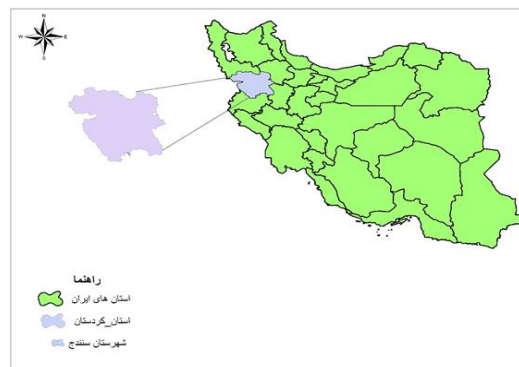 N
W E
S
راهنما
استان های ایران
استان_کردستان
شهرستان سنندج